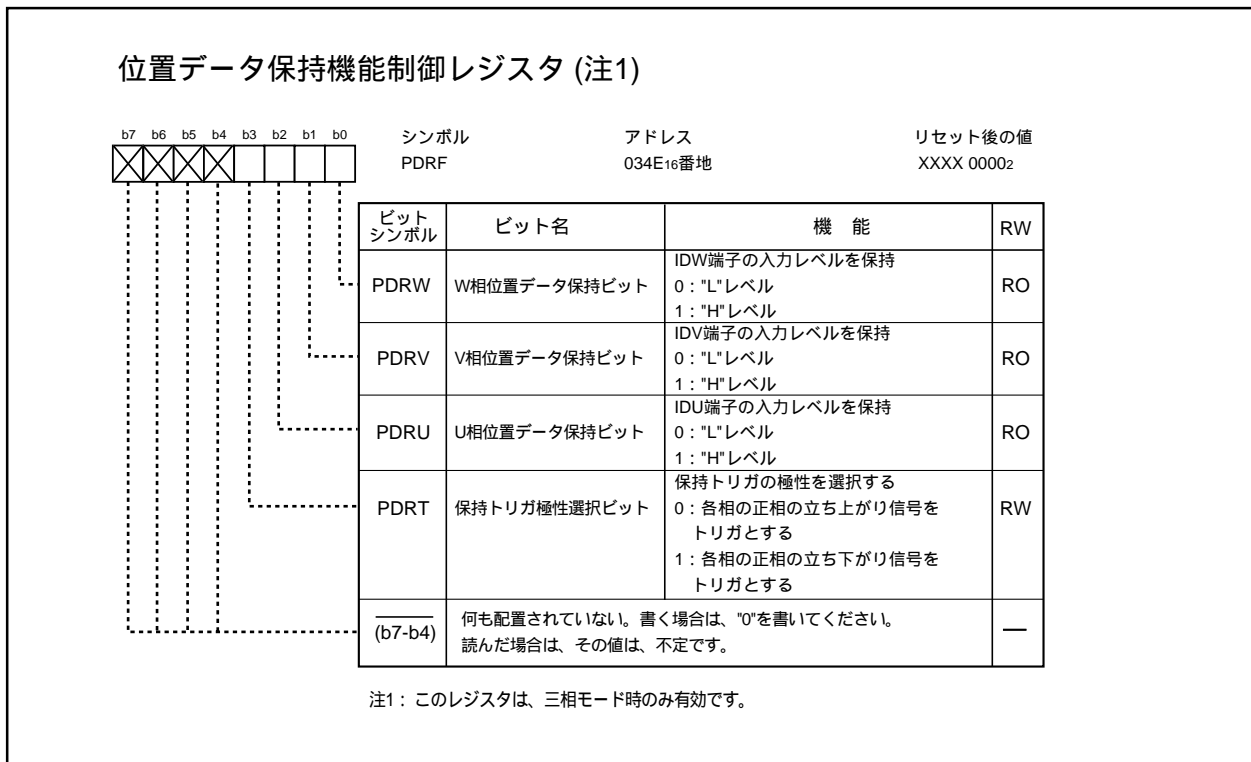 位置データ保持機能制御レジスタ (注1)
b7 b6 b5 b4 b3 b2 b1 b0
シンボル アドレス リセット後の値
PDRF 034E16番地 XXXX 00002
ビット
シンボル
ビット名 機 能 RW
PDRW W相位置データ保持ビット
IDW端子の入力レベルを保持
0:"L"レベル
1:"H"レベル
RO
PDRV V相位置データ保持ビット
IDV端子の入力レベルを保持
0:"L"レベル
1:"H"レベル
RO
PDRU U相位置データ保持ビット
IDU端子の入力レベルを保持
0:"L"レベル
1:"H"レベル
RO
PDRT 保持トリガ極性選択ビット
保持トリガの極性を選択する
0:各相の正相の立ち上がり信号を
トリガとする
1:各相の正相の立ち下がり信号を
トリガとする
RW
(b7-b4)
何も配置されていない。書く場合は、"0"を書いてください。
読んだ場合は、その値は、不定です。
—
注1: このレジスタは、三相モード時のみ有効です。